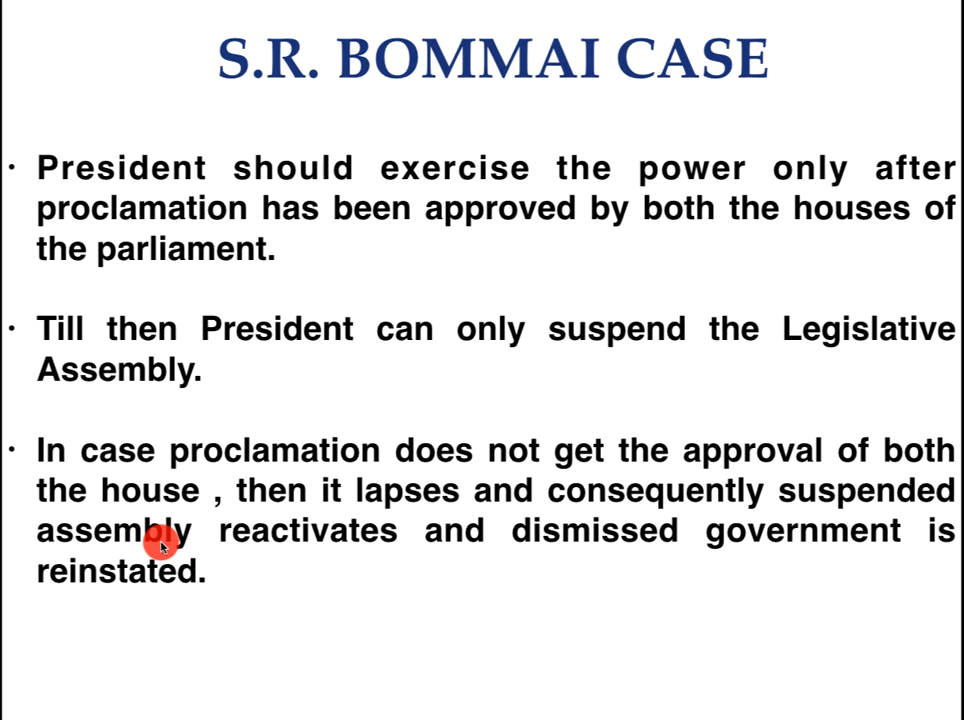 S.R. BOMMAI CASE
· President should exercise the power only after
proclamation has been approved by both the houses of
the parliament.
· Till then President can only suspend the Legislative
Assembly.
· In case proclamation does not get the approval of both
the house , then it lapses and consequently suspended
assembly reactivates and dismissed government is
reinstated.